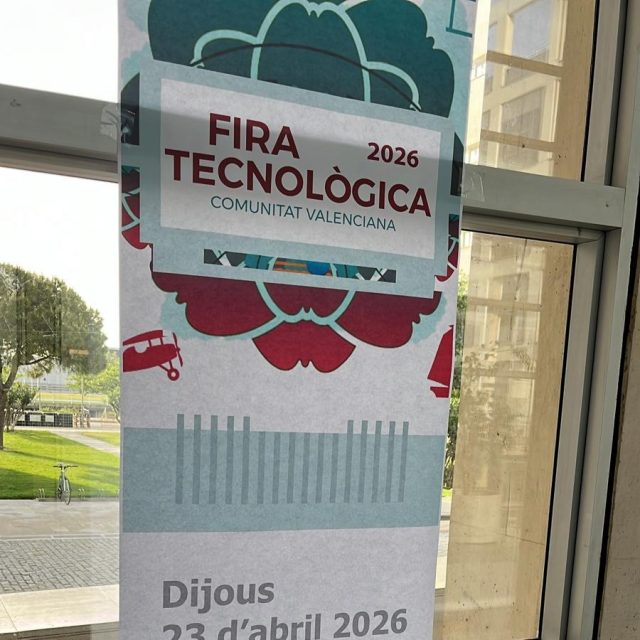 FIRA
2026
TECNOLÒGICA
COMUNITAT VALENCIANA
Dijous
23 d'abril 2026